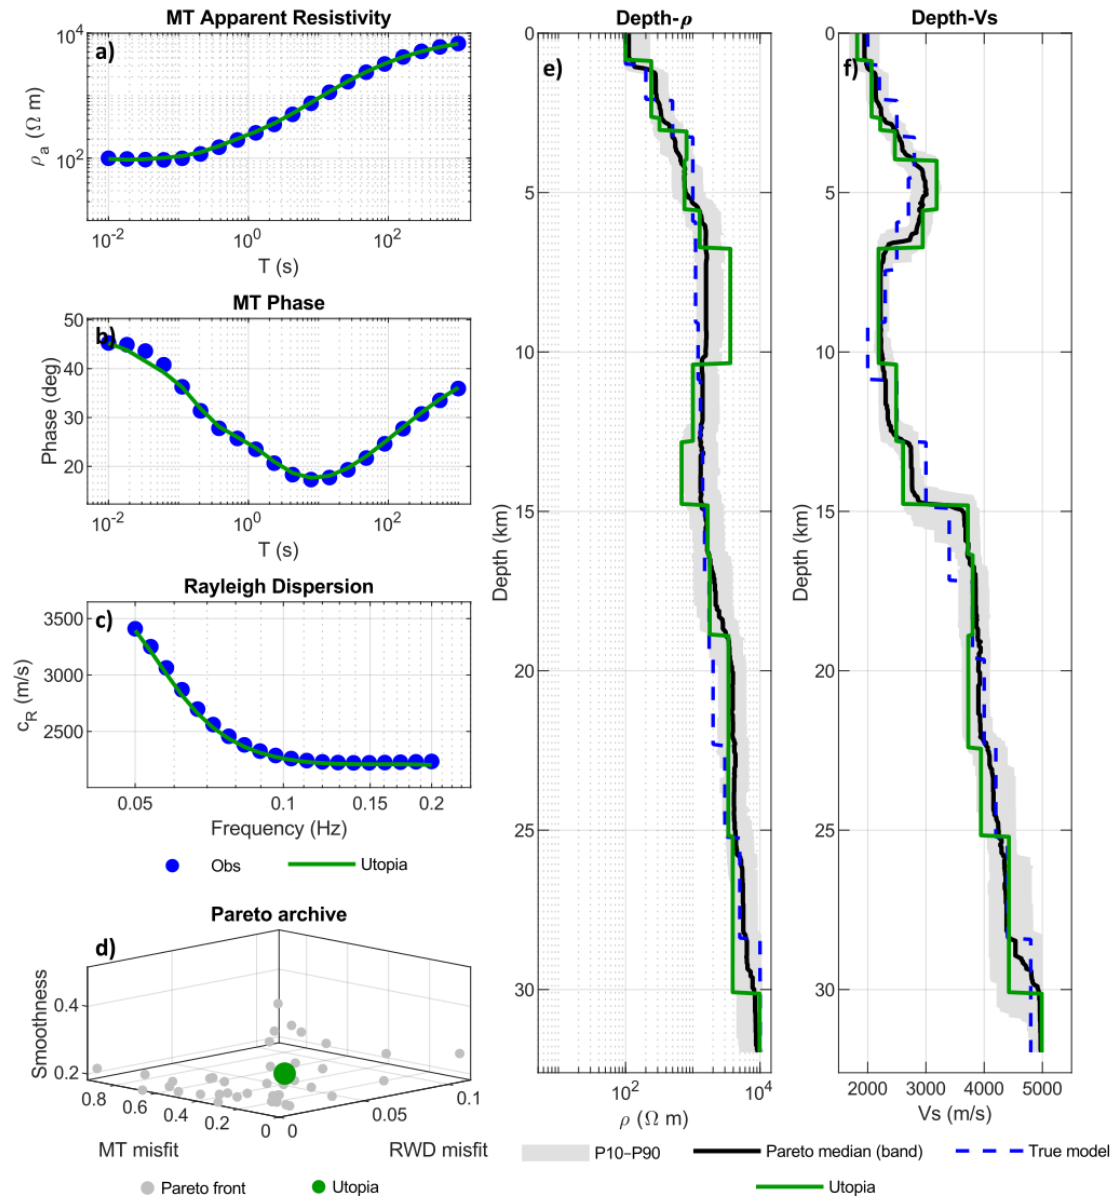 MT Apparent Resistivity
a)
10^4
10^2
ρ_a (Ω m)
10^-2
10^0
10^2
T (s)
MT Phase
b)
50
40
30
20
Phase (deg)
10^-2
10^0
10^2
T (s)
Rayleigh Dispersion
c)
3500
3000
2500
c_R (m/s)
0.05
0.1
0.15
0.2
Frequency (Hz)
Obs
Utopia
Pareto archive
d)
Smoothness
0.4
0.2
0.8
0.6
0.4
0.2
0
0
0.05
0.1
MT misfit
RWD misfit
Pareto front
Utopia
Depth-ρ
e)
0
5
10
15
20
25
30
Depth (km)
10^2
10^4
ρ (Ω m)
Depth-Vs
f)
0
5
10
15
20
25
30
Depth (km)
2000
3000
4000
5000
Vs (m/s)
P10–P90
Pareto median (band)
True model
Utopia